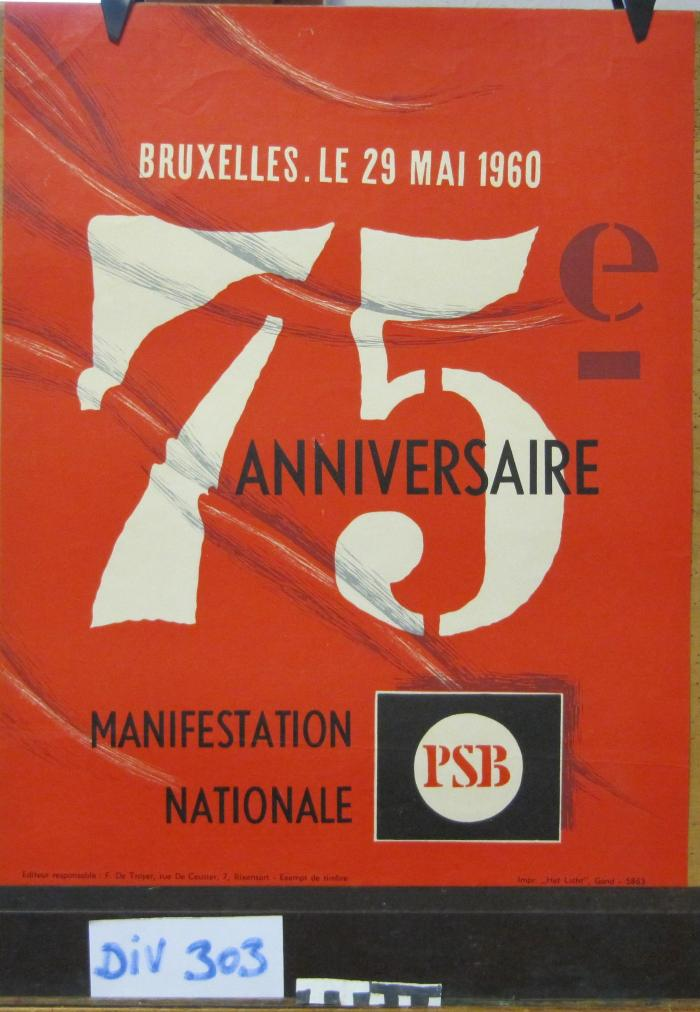 BRUXELLES. LE 29 MAI 1960
75e
ANNIVERSAIRE
MANIFESTATION
NATIONALE
PSB
Editeur responsable : F. De Troyer, rue De Ceuster, 7, Rixensart - Exempt de timbre
Impr. „Het Licht", Gand - 5863
DiV 303